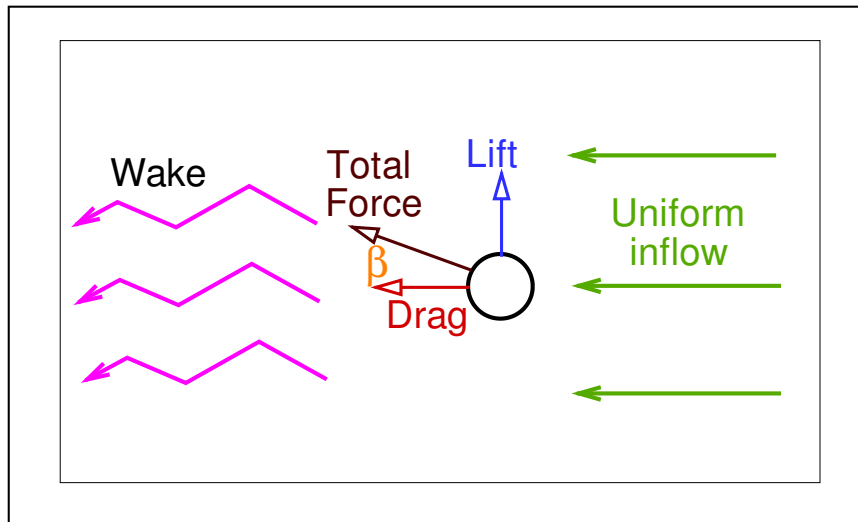 Wake
Total
Force
Lift
Uniform
inflow
β
Drag